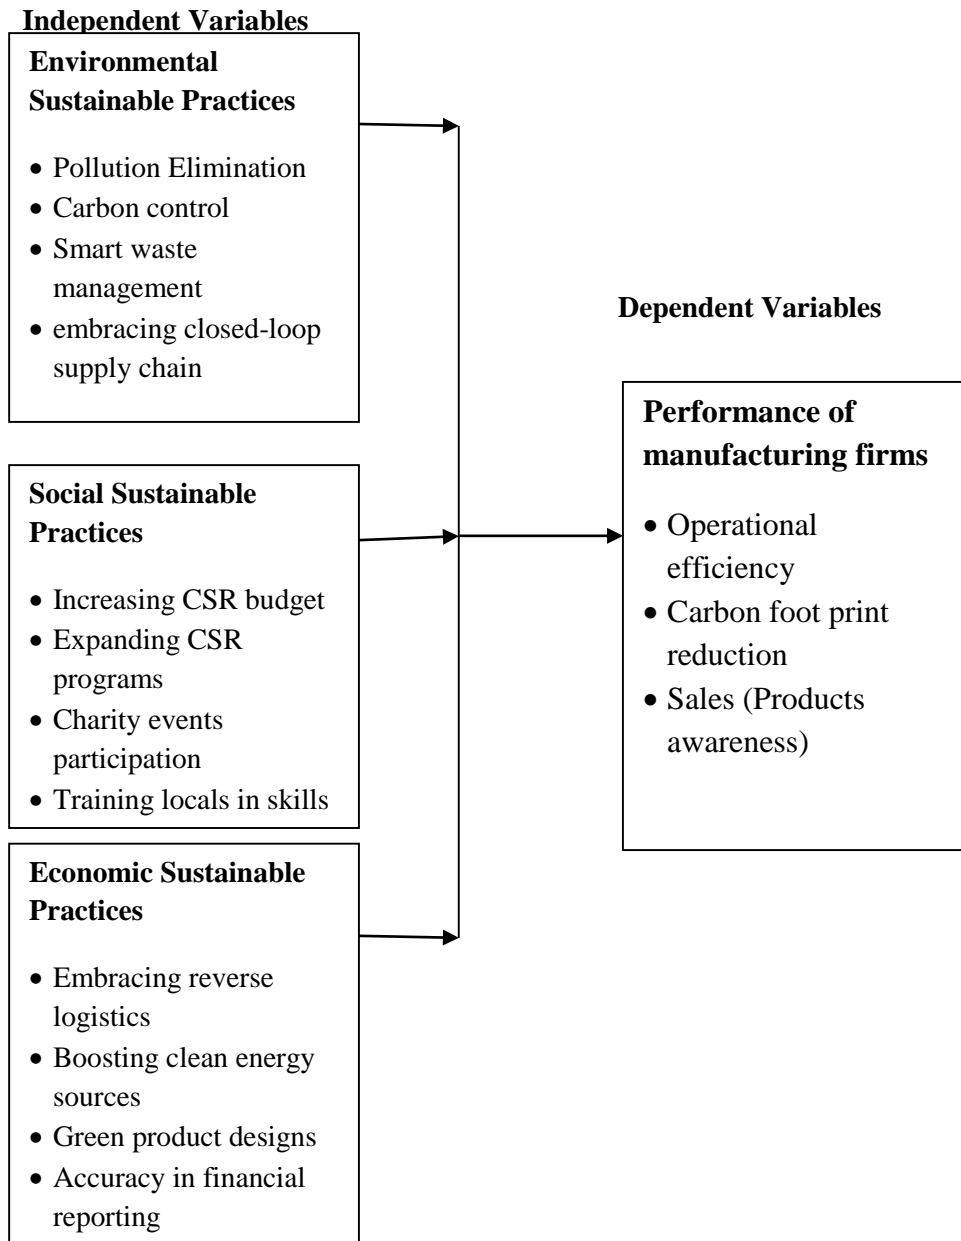 Independent Variables
Environmental
Sustainable Practices
• Pollution Elimination
• Carbon control
• Smart waste
management
• embracing closed-loop
supply chain
Social Sustainable
Practices
• Increasing CSR budget
• Expanding CSR
programs
• Charity events
participation
• Training locals in skills
Economic Sustainable
Practices
• Embracing reverse
logistics
• Boosting clean energy
sources
• Green product designs
• Accuracy in financial
reporting
Dependent Variables
Performance of
manufacturing firms
• Operational
efficiency
• Carbon foot print
reduction
• Sales (Products
awareness)